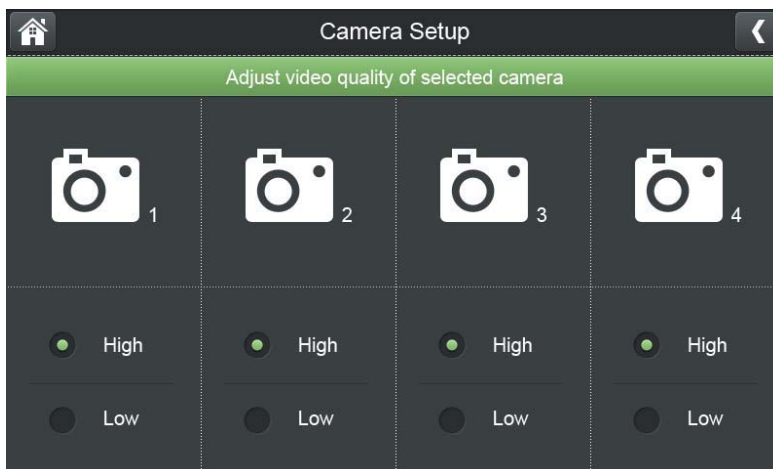 Camera Setup
Adjust video quality of selected camera
1 2 3 4
High High High High
Low Low Low Low